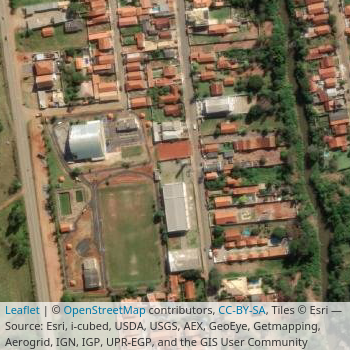 Leaflet | © OpenStreetMap contributors, CC-BY-SA, Tiles © Esri —
Source: Esri, i-cubed, USDA, USGS, AEX, GeoEye, Getmapping,
Aerogrid, IGN, IGP, UPR-EGP, and the GIS User Community